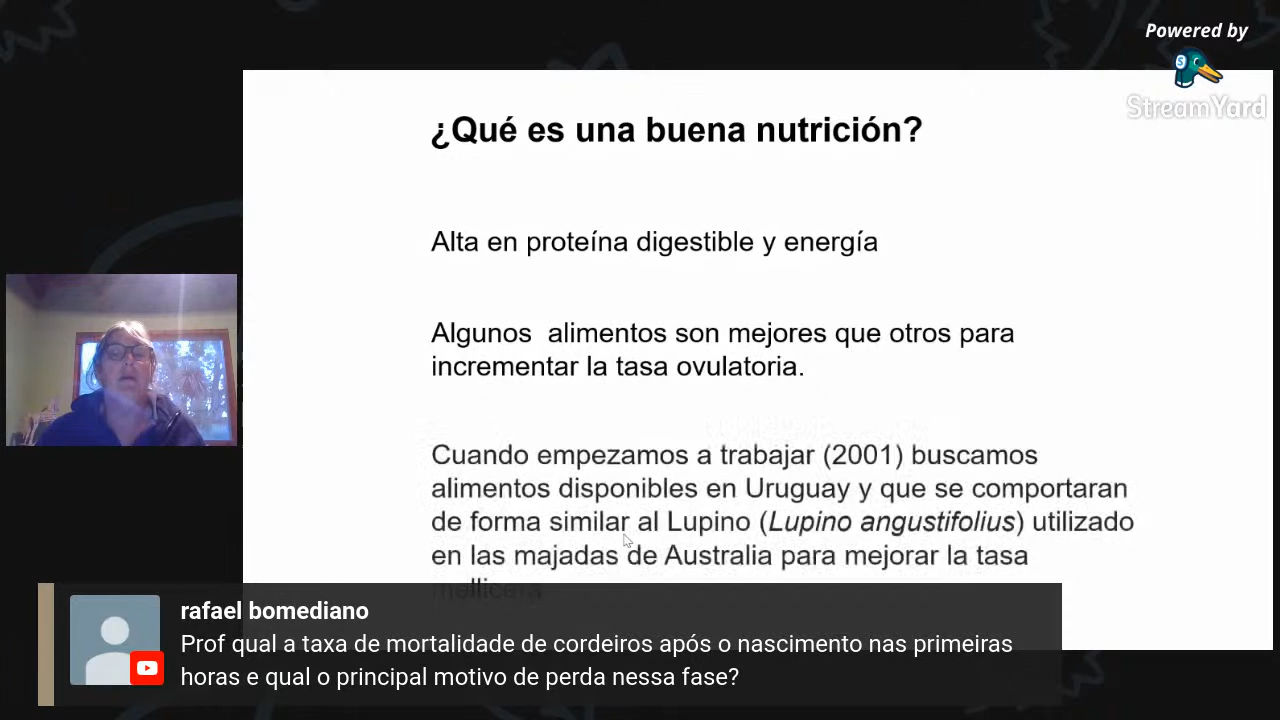 Powered by
StreamYard
¿Qué es una buena nutrición?
Alta en proteína digestible y energía
Algunos alimentos son mejores que otros para
incrementar la tasa ovulatoria.
Cuando empezamos a trabajar (2001) buscamos
alimentos disponibles en Uruguay y que se comportaran
de forma similar al Lupino (Lupino angustifolius) utilizado
en las majadas de Australia para mejorar la tasa
mellicera
rafael bomediano
Prof qual a taxa de mortalidade de cordeiros após o nascimento nas primeiras
horas e qual o principal motivo de perda nessa fase?